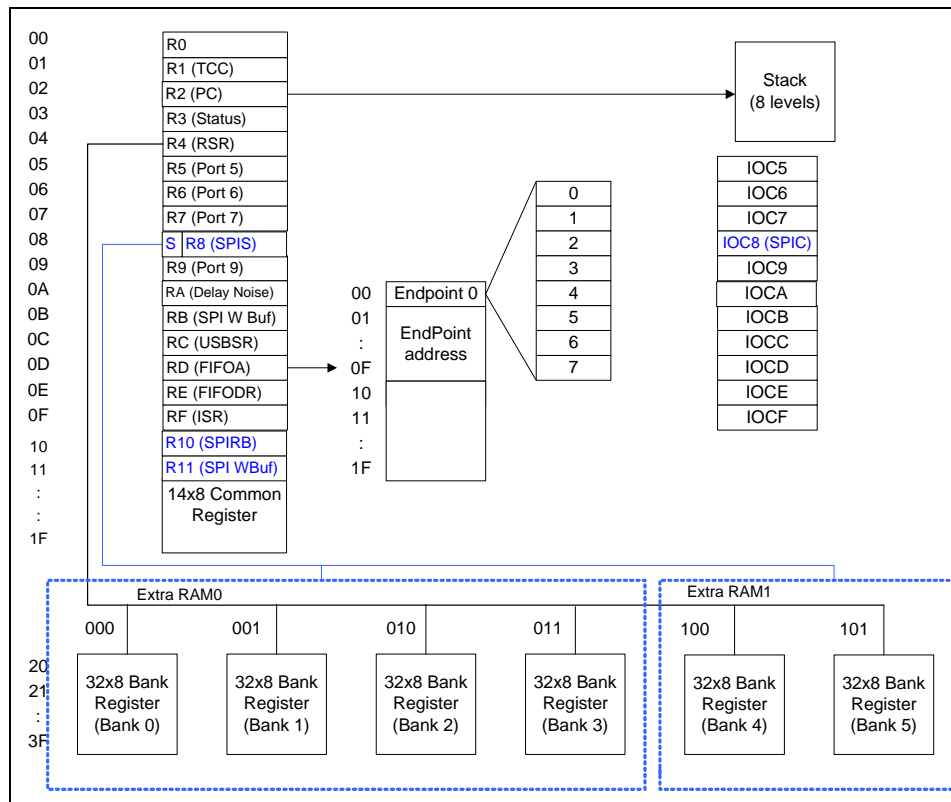 00
01
02
03
04
05
06
07
08
09
0A
0B
0C
0D
0E
0F
10
11
:
:
1F
R0
R1 (TCC)
R2 (PC)
R3 (Status)
R4 (RSR)
R5 (Port 5)
R6 (Port 6)
R7 (Port 7)
S R8 (SPIS)
R9 (Port 9)
RA (Delay Noise)
RB (SPI W Buf)
RC (USBSR)
RD (FIFOA)
RE (FIFODR)
RF (ISR)
R10 (SPIRB)
R11 (SPI WBuf)
14x8 Common
Register
00
01
:
0F
10
11
:
1F
Endpoint 0
EndPoint
address
0
1
2
3
4
5
6
7
Stack
(8 levels)
IOC5
IOC6
IOC7
IOC8 (SPIC)
IOC9
IOCA
IOCB
IOCC
IOCD
IOCE
IOCF
Extra RAM0
Extra RAM1
000
001
010
011
100
101
20
21
:
3F
32x8 Bank
Register
(Bank 0)
32x8 Bank
Register
(Bank 1)
32x8 Bank
Register
(Bank 2)
32x8 Bank
Register
(Bank 3)
32x8 Bank
Register
(Bank 4)
32x8 Bank
Register
(Bank 5)